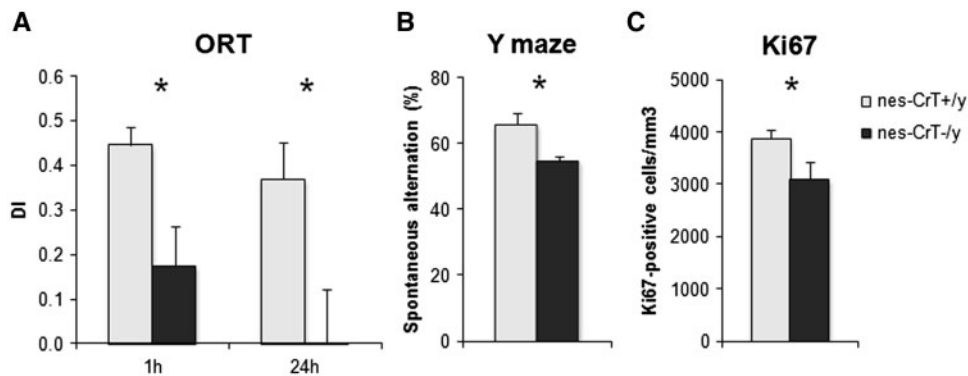 A
ORT
DI
0.6
0.5
0.4
0.3
0.2
0.1
0.0
*
*
1h
24h
B
Y maze
Spontaneous alternation (%)
80
60
40
20
0
*
C
Ki67
Ki67-positive cells/mm3
5000
4000
3000
2000
1000
0
*
nes-CrT+/y
nes-CrT-/y